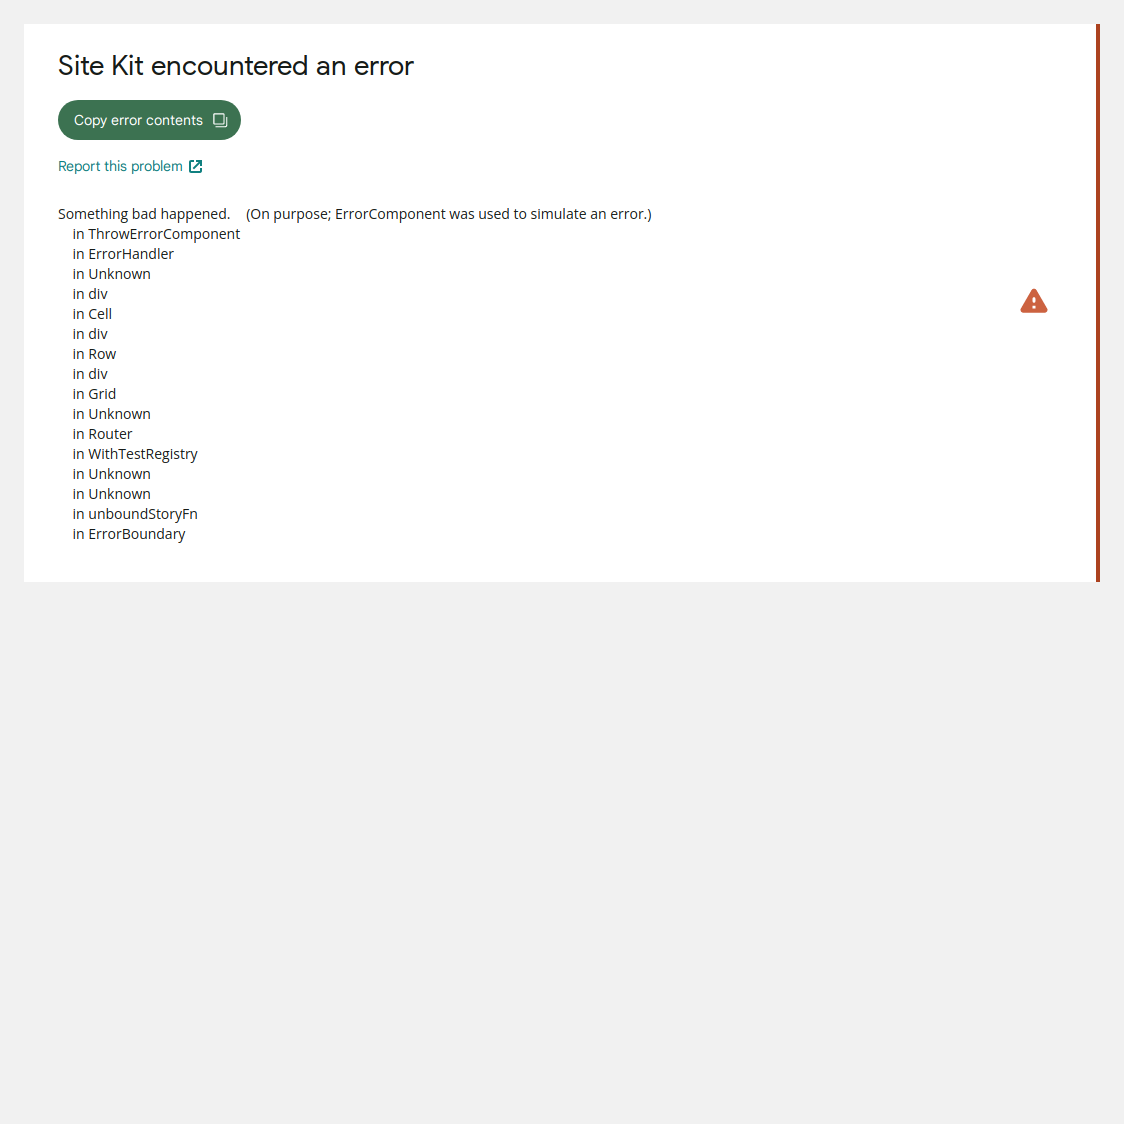 Site Kit encountered an error
Copy error contents
Report this problem
Something bad happened. (On purpose; ErrorComponent was used to simulate an error.)
in ThrowErrorComponent
in ErrorHandler
in Unknown
in div
in Cell
in div
in Row
in div
in Grid
in Unknown
in Router
in WithTestRegistry
in Unknown
in Unknown
in unboundStoryFn
in ErrorBoundary